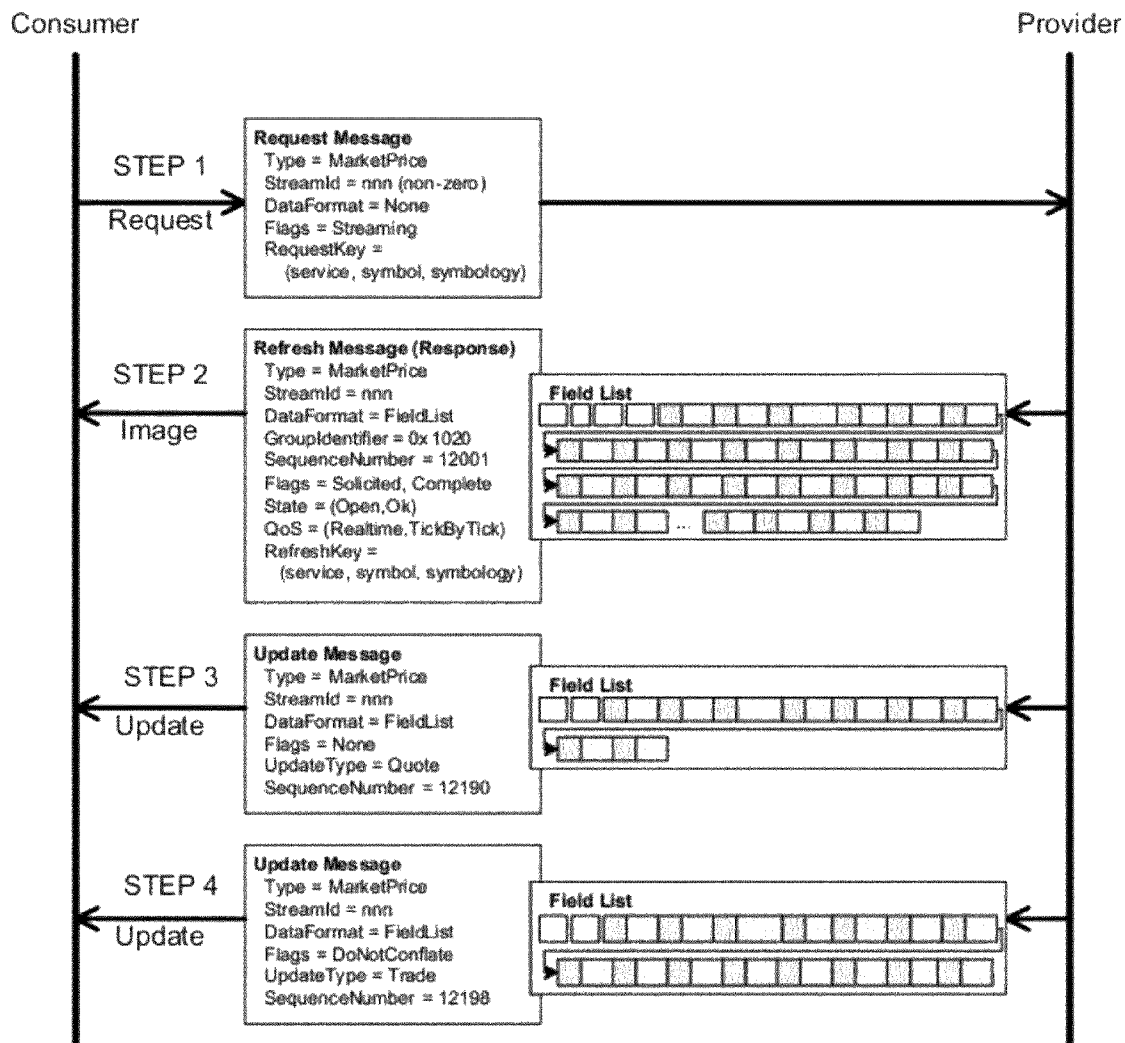 Consumer
Provider
STEP 1
Request
Request Message
Type = MarketPrice
StreamId = nnn (non-zero)
DataFormat = None
Flags = Streaming
RequestKey =
(service, symbol, symbology)
STEP 2
Image
Refresh Message (Response)
Type = MarketPrice
StreamId = nnn
DataFormat = FieldList
GroupIdentifier = 0x1020
SequenceNumber = 12001
Flags = Solicited, Complete
State = (Open,Ok)
QoS = (Realtime,TickByTick)
RefreshKey =
(service, symbol, symbology)
Field List
...
STEP 3
Update
Update Message
Type = MarketPrice
StreamId = nnn
DataFormat = FieldList
Flags = None
UpdateType = Quote
SequenceNumber = 12190
Field List
STEP 4
Update
Update Message
Type = MarketPrice
StreamId = nnn
DataFormat = FieldList
Flags = DoNotConflate
UpdateType = Trade
SequenceNumber = 12198
Field List